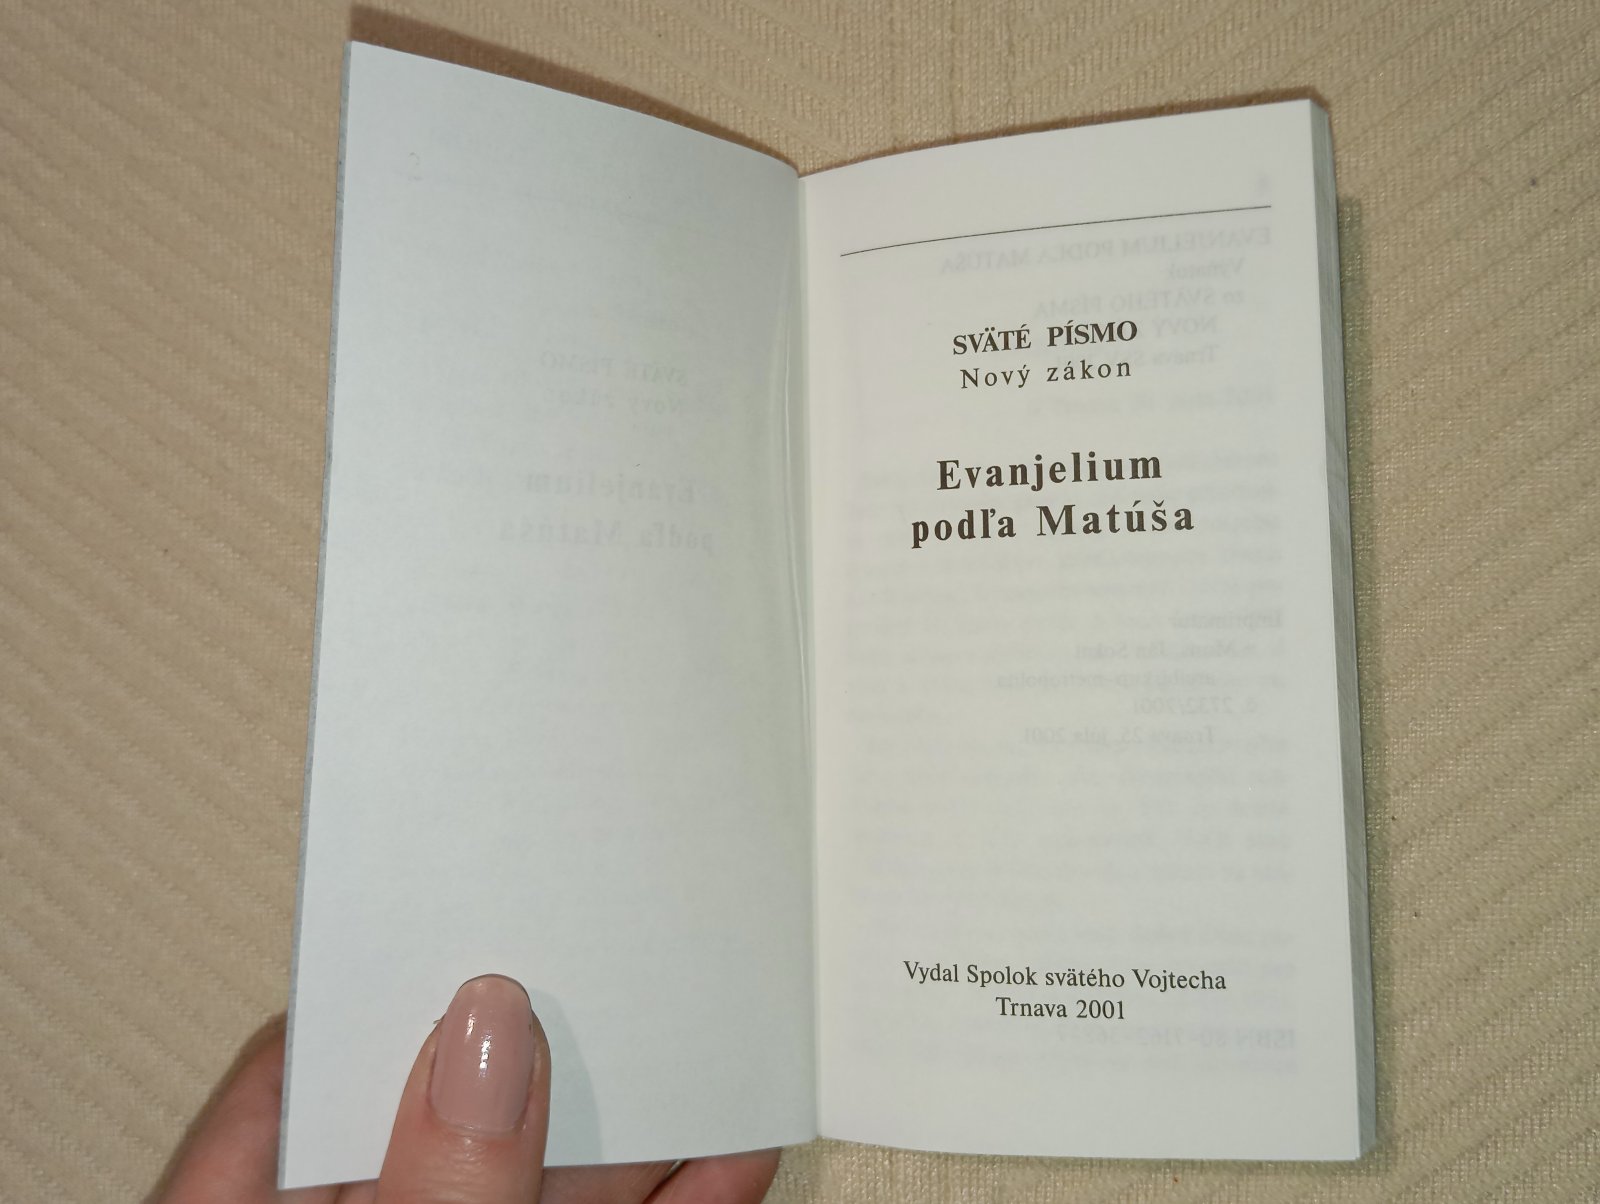 SVÄTÉ PÍSMO
Nový zákon
Evanjelium
podľa Matúša
Vydal Spolok svätého Vojtecha
Trnava 2001